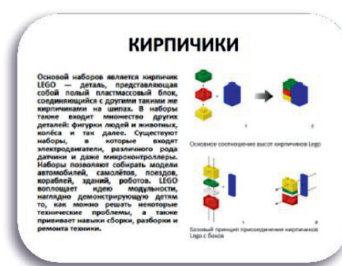 КИРПИЧИКИ
Основой наборов является кирпичик
LEGO — деталь, представляющая
собой полый пластмассовый блок,
соединяющийся с другими такими же
кирпичиками на шипах. В наборы
также входит множество других
деталей: фигурки людей и животных,
колёса и так далее. Существуют
наборы, в которые входят
электродвигатели, различного рода
датчики и даже микроконтроллеры.
Наборы позволяют собирать модели
автомобилей, самолётов, поездов,
кораблей, зданий, роботов. LEGO
воплощает идею модульности,
наглядно демонстрирующую детям
то, как можно решать некоторые
технические проблемы, а также
прививает навыки сборки, разборки и
ремонта техники.
1 2
Основное соотношение высот кирпичиков Lego
Базовый принцип присоединения кирпичиков
Lego с боков